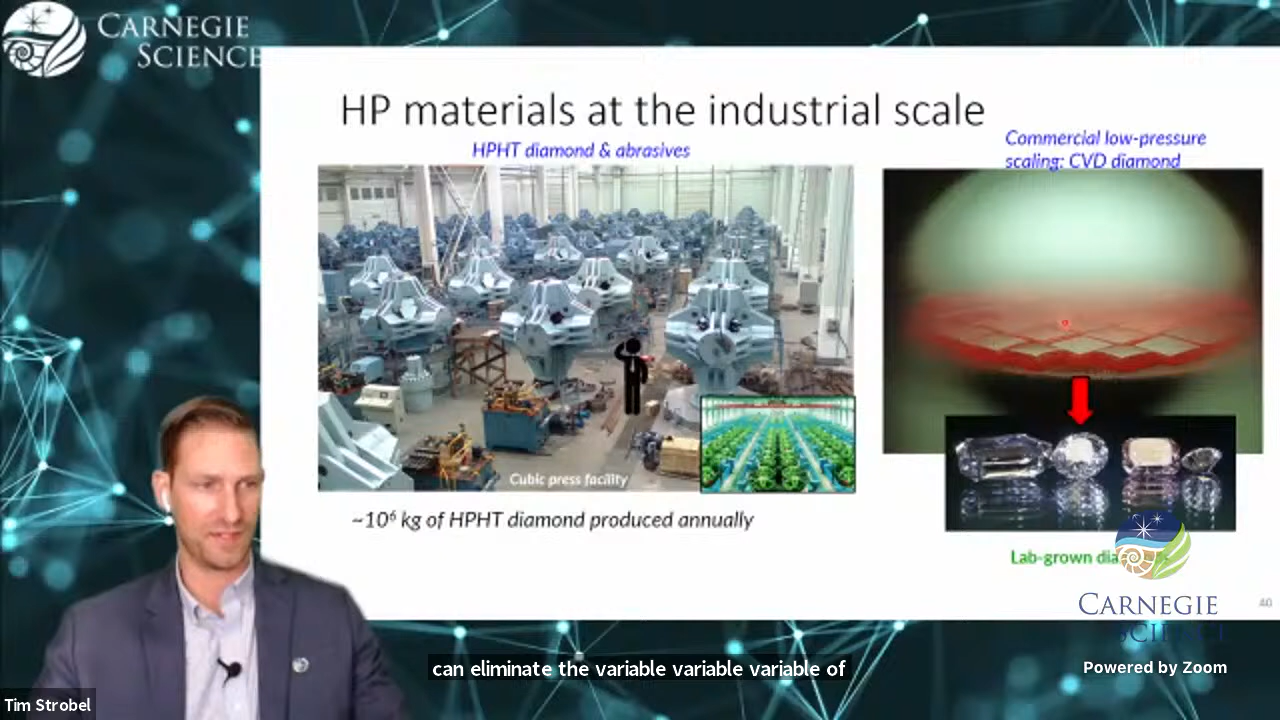 CARNEGIE
SCIENCE
HP materials at the industrial scale
HPHT diamond & abrasives
Commercial low-pressure
scaling: CVD diamond
Cubic press facility
~10⁶ kg of HPHT diamond produced annually
Lab-grown
CARNEGIE
SCIENCE
40
can eliminate the variable variable variable of
Powered by Zoom
Tim Strobel